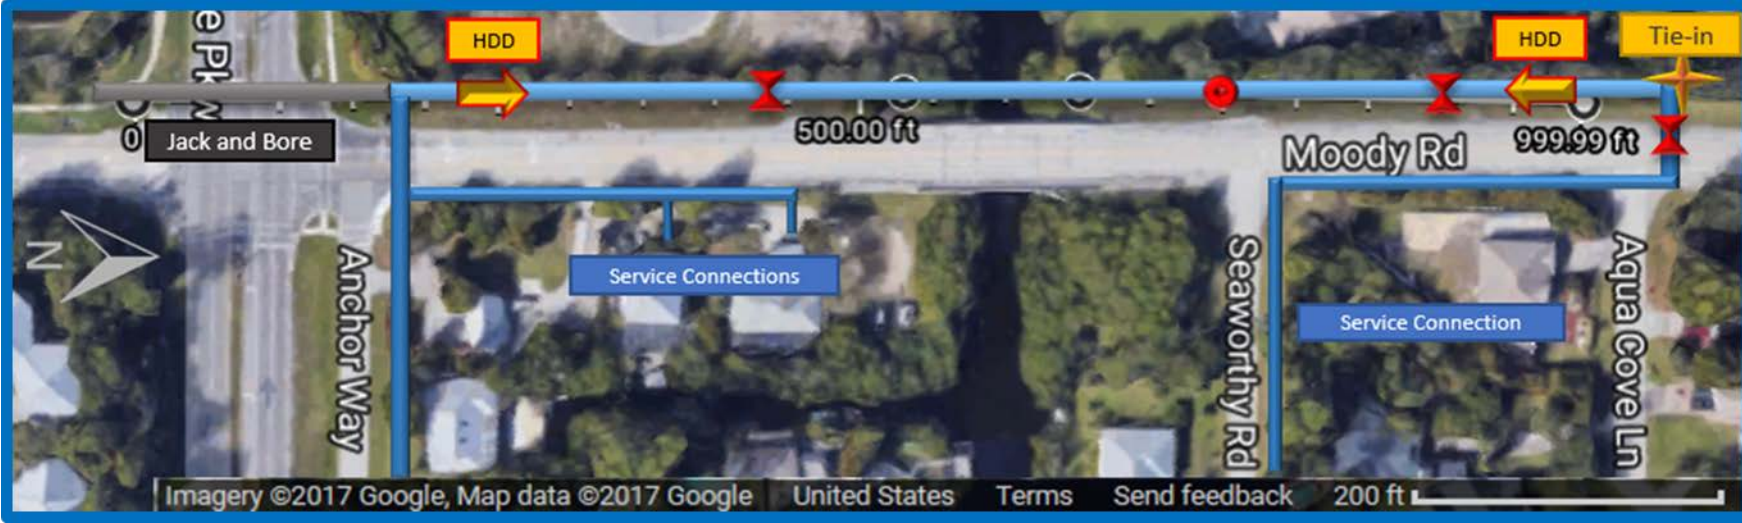 e Pkw
HDD
HDD
Tie-in
0
Jack and Bore
500.00 ft
Moody Rd
999.99 ft
N
Anchor Way
Service Connections
Seaworthy Rd
Service Connection
Aqua Cove Ln
Imagery ©2017 Google, Map data ©2017 Google United States Terms Send feedback 200 ft